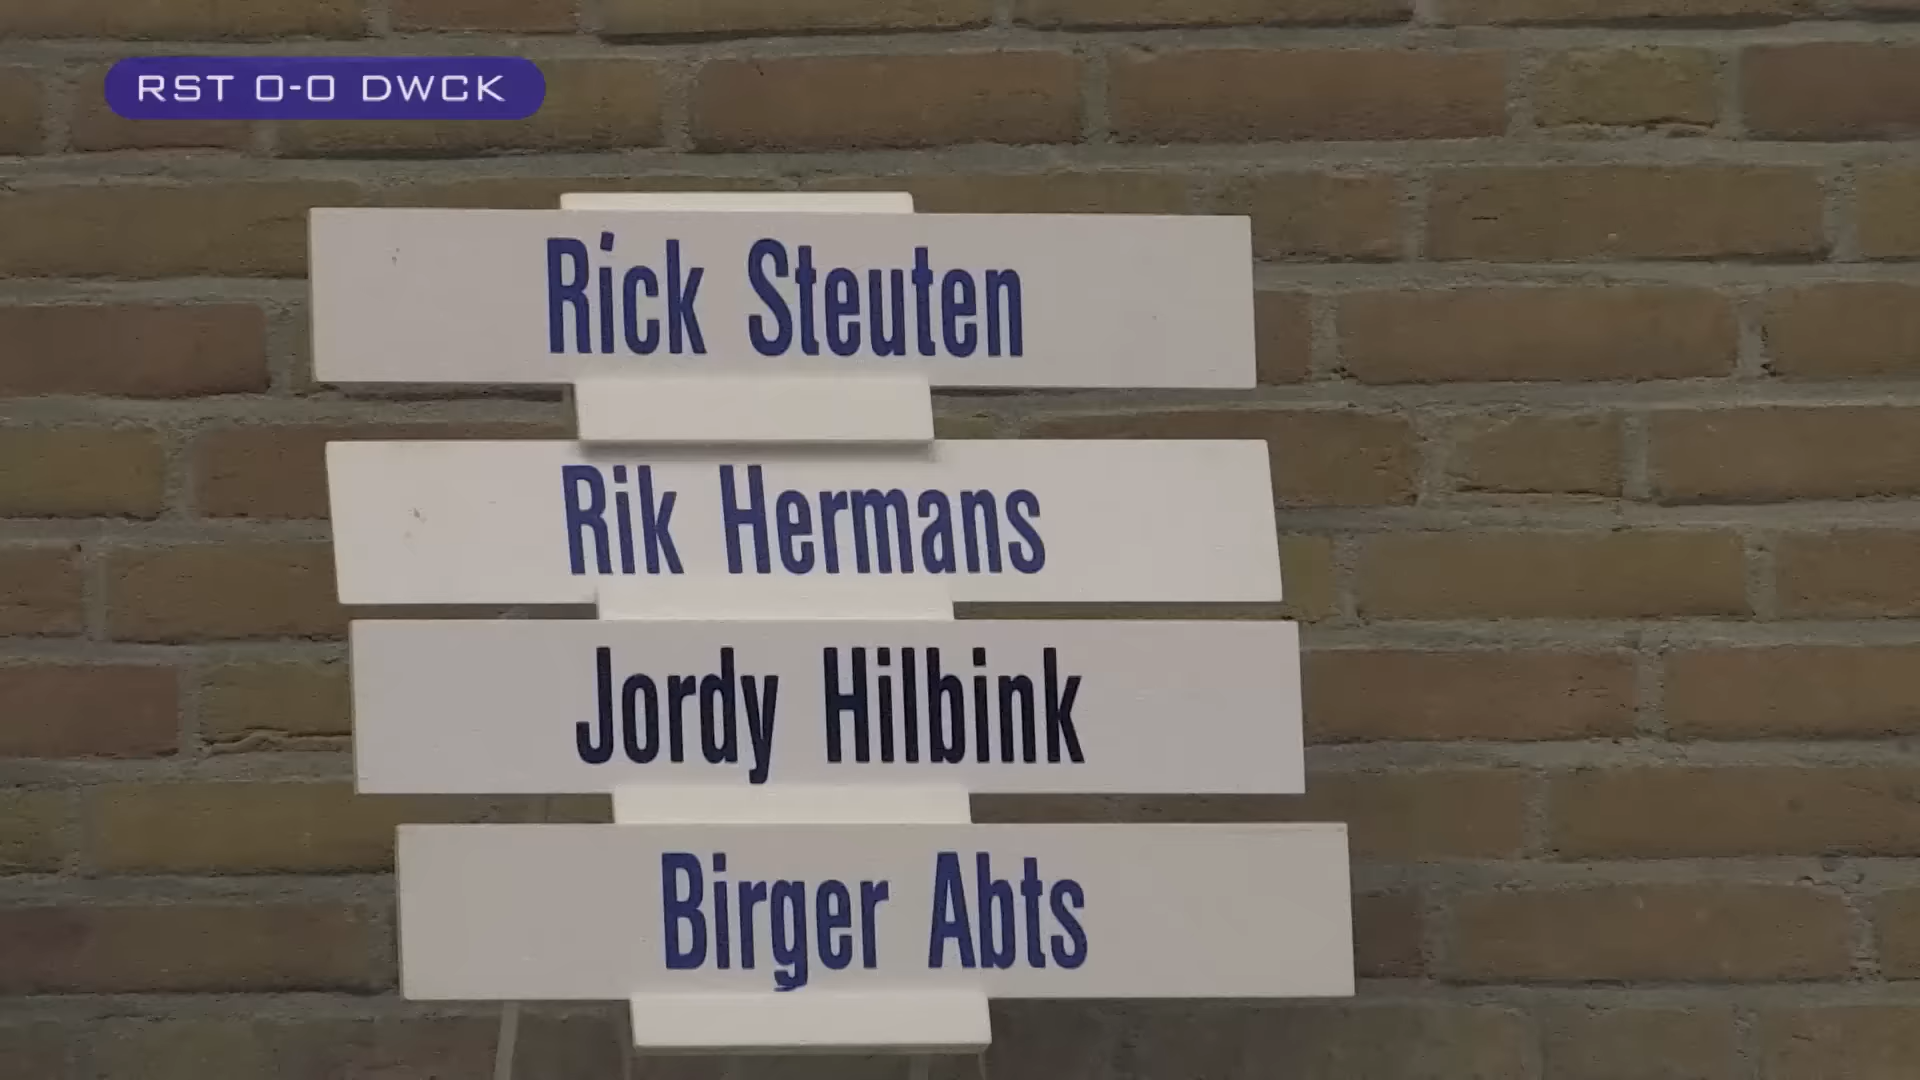 RST 0-0 DWCK
Rick Steuten
Rik Hermans
Jordy Hilbink
Birger Abts